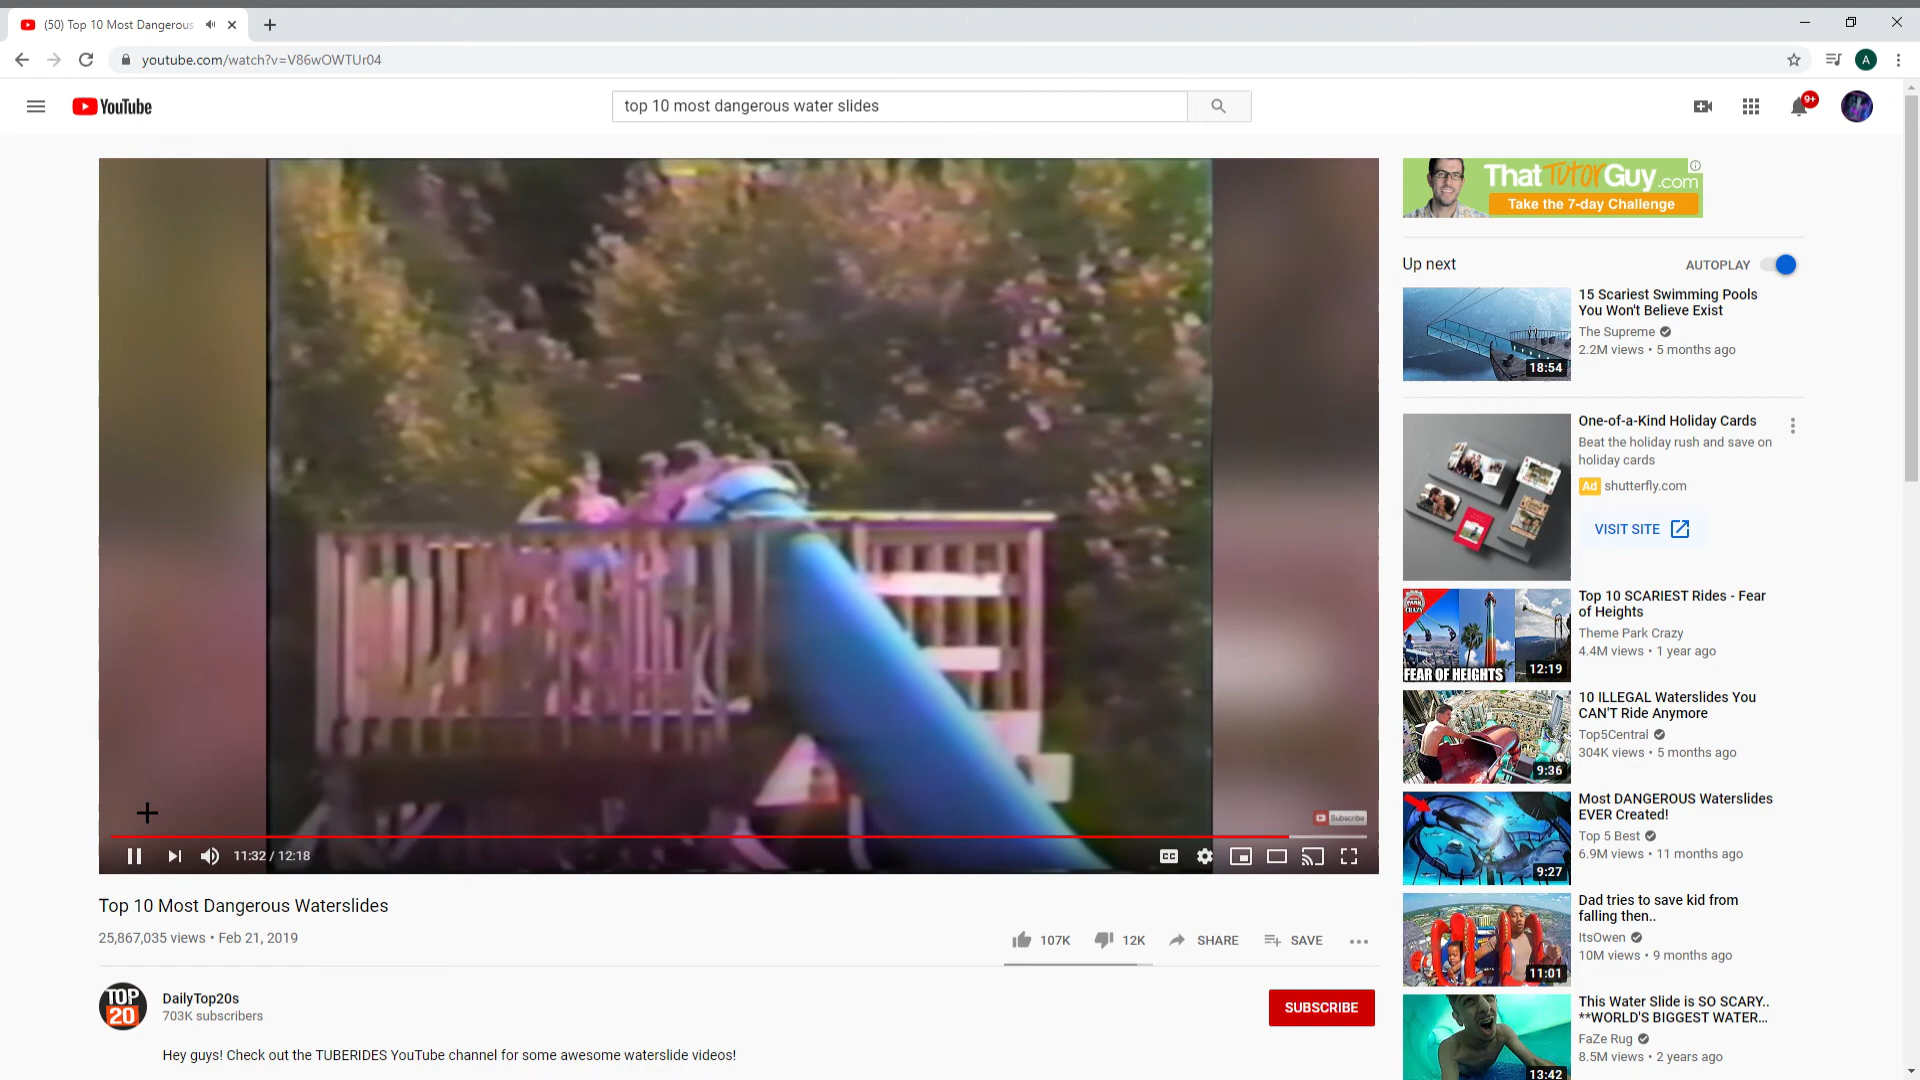 (50) Top 10 Most Dangerous
youtube.com/watch?v=V86wOWTUr04
A
YouTube
top 10 most dangerous water slides
9+
That Tutor Guy.com
Take the 7-day Challenge
Up next
AUTOPLAY
15 Scariest Swimming Pools
You Won't Believe Exist
The Supreme
2.2M views • 5 months ago
18:54
One-of-a-Kind Holiday Cards
Beat the holiday rush and save on
holiday cards
Ad shutterfly.com
VISIT SITE
Top 10 SCARIEST Rides - Fear
of Heights
Theme Park Crazy
4.4M views • 1 year ago
PARK CRAZY
FEAR OF HEIGHTS
12:19
10 ILLEGAL Waterslides You
CAN'T Ride Anymore
Top5Central
304K views • 5 months ago
9:36
Most DANGEROUS Waterslides
EVER Created!
Top 5 Best
6.9M views • 11 months ago
9:27
Dad tries to save kid from
falling then..
ItsOwen
10M views • 9 months ago
11:01
This Water Slide is SO SCARY..
**WORLD'S BIGGEST WATER...
FaZe Rug
8.5M views • 2 years ago
13:42
Subscribe
11:32 / 12:18
CC
Top 10 Most Dangerous Waterslides
25,867,035 views • Feb 21, 2019
107K
12K
SHARE
SAVE
TOP
20
DailyTop20s
703K subscribers
SUBSCRIBE
Hey guys! Check out the TUBERIDES YouTube channel for some awesome waterslide videos!